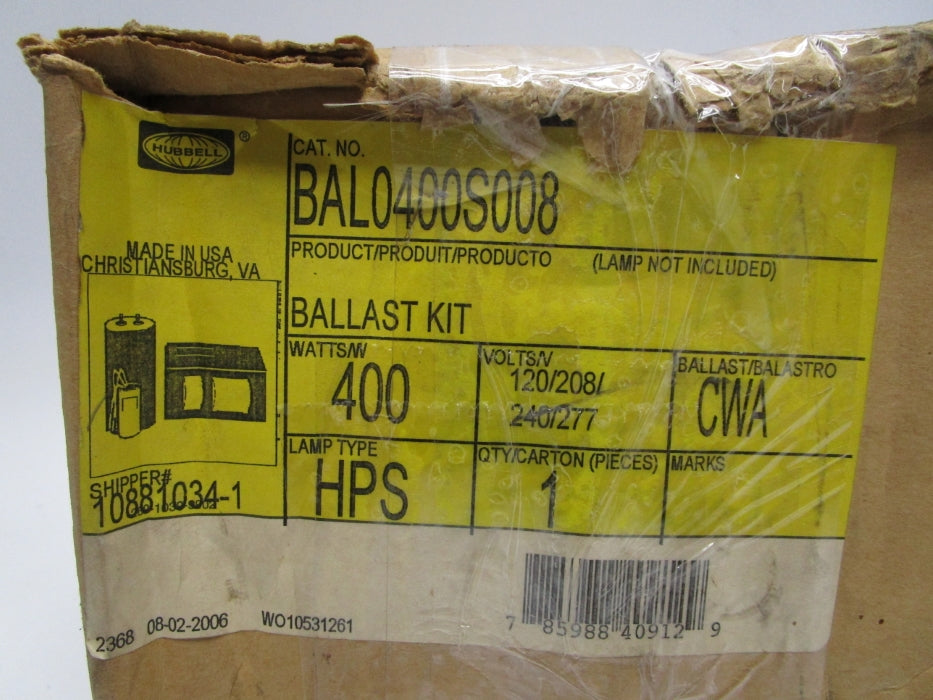 HUBBELL ®
MADE IN USA
CHRISTIANSBURG, VA
SHIPPER#
10881034-1
CAT. NO.
BAL0400S008
PRODUCT/PRODUIT/PRODUCTO (LAMP NOT INCLUDED)
BALLAST KIT
WATTS/W
400
VOLTS/V
120/208/
240/277
BALLAST/BALASTRO
CWA
LAMP TYPE
HPS
QTY/CARTON (PIECES)
1
MARKS
2368 08-02-2006 WO10531261
7 85988 40912 9